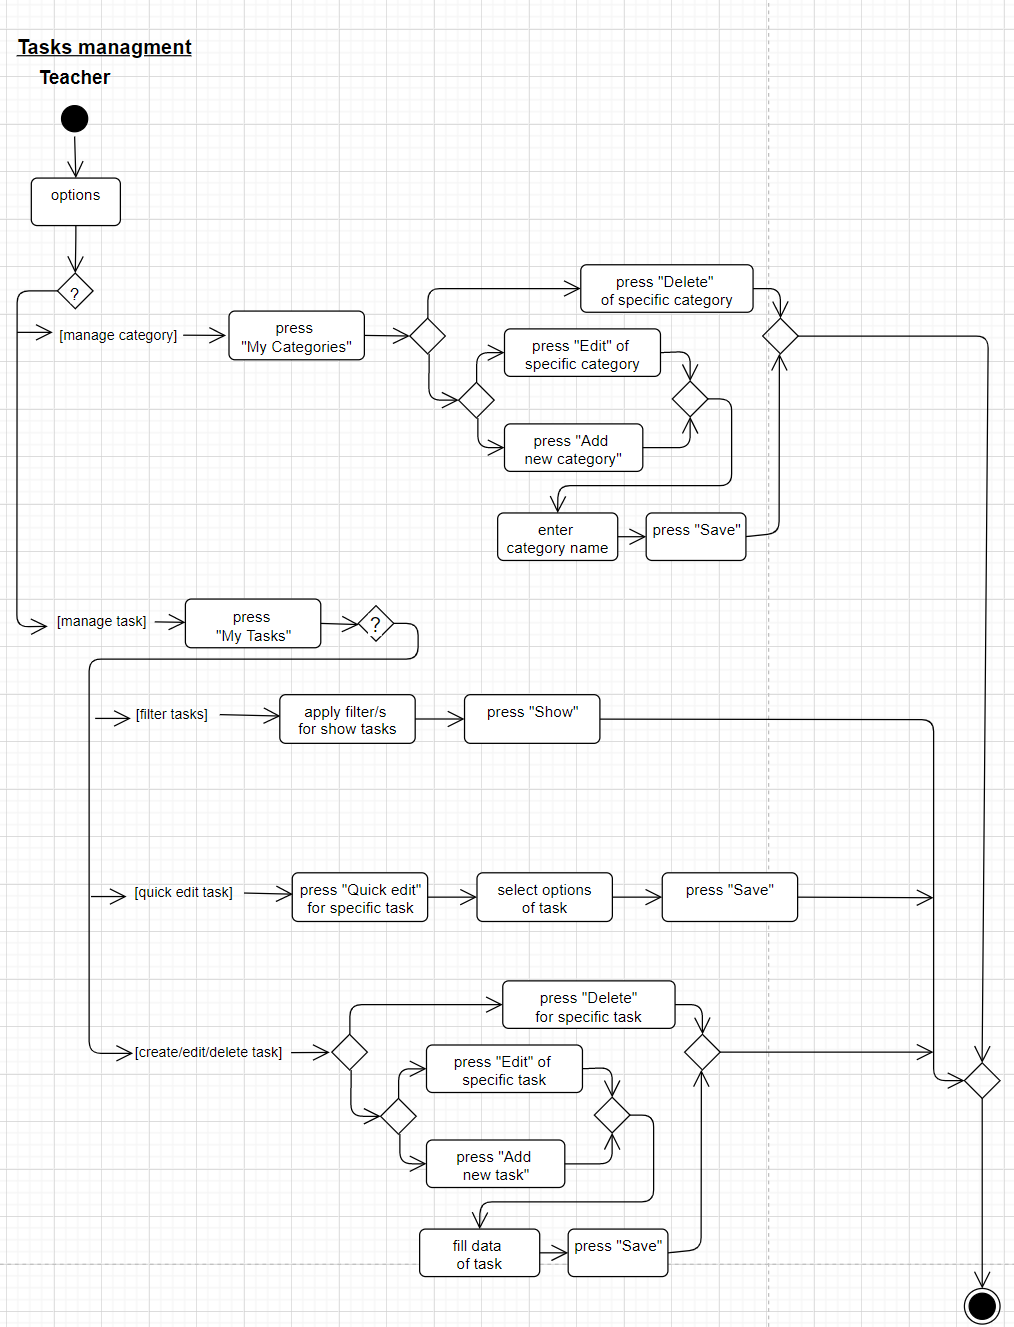 Tasks managment
Teacher
options
?
[manage category]
press
"My Categories"
press "Delete"
of specific category
press "Edit" of
specific category
press "Add
new category"
enter
category name
press "Save"
[manage task]
press
"My Tasks"
?
[filter tasks]
apply filter/s
for show tasks
press "Show"
[quick edit task]
press "Quick edit"
for specific task
select options
of task
press "Save"
[create/edit/delete task]
press "Delete"
for specific task
press "Edit" of
specific task
press "Add
new task"
fill data
of task
press "Save"